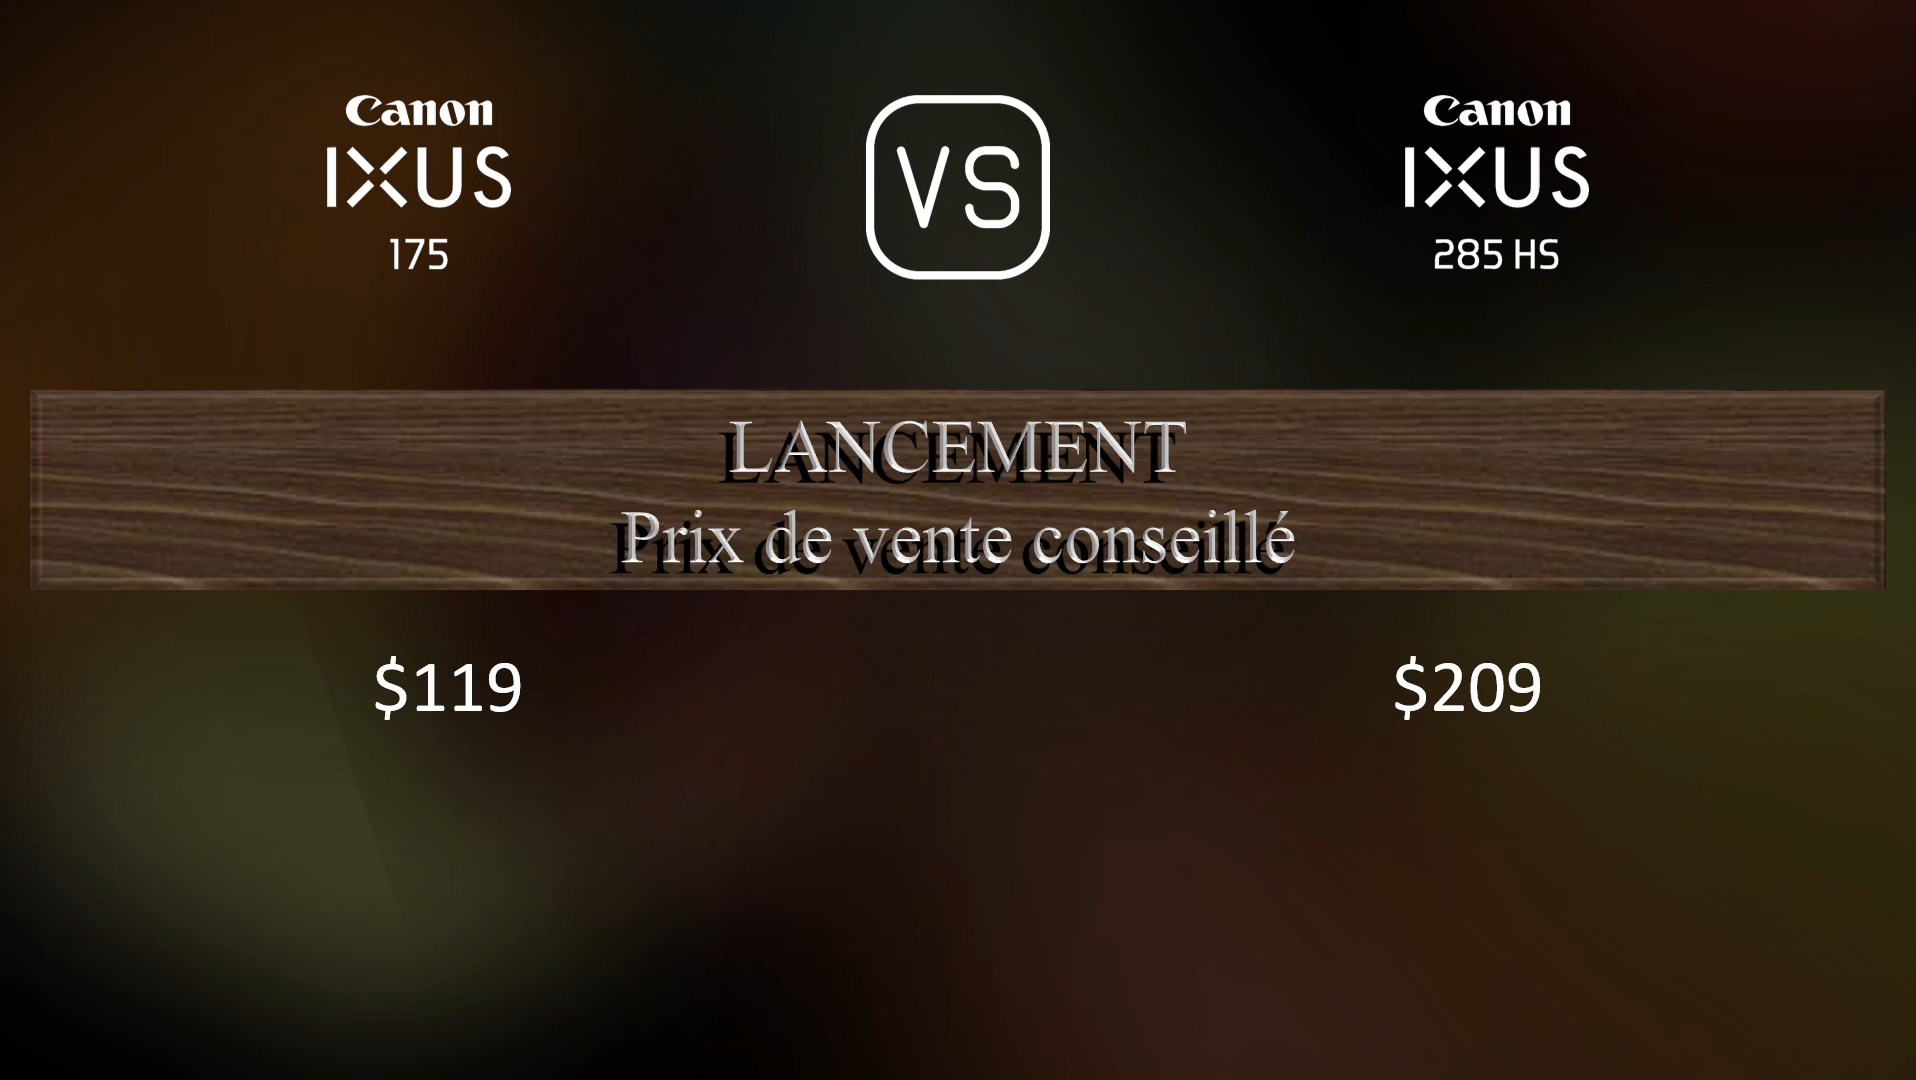 Canon
IXUS
175
VS
Canon
IXUS
285 HS
LANCEMENT
Prix de vente conseillé
$119
$209